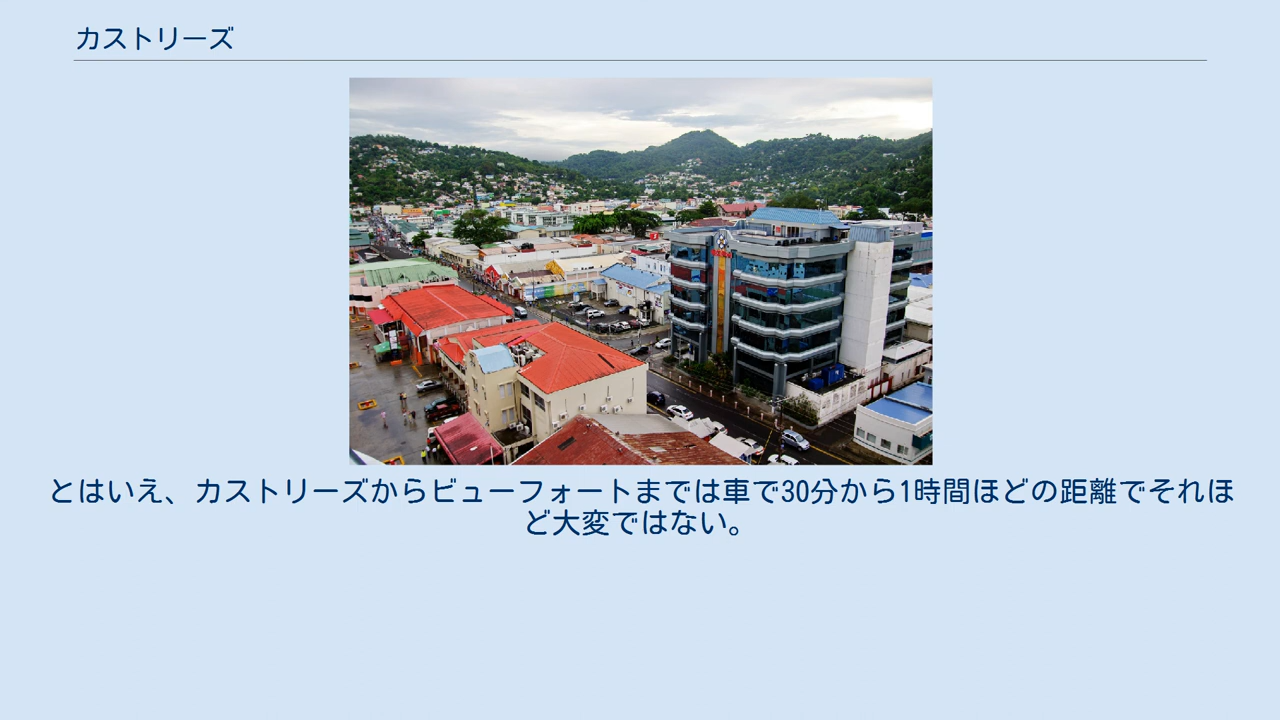 カストリーズ
とはいえ、カストリーズからビューフォートまでは車で30分から1時間ほどの距離でそれほ
ど大変ではない。